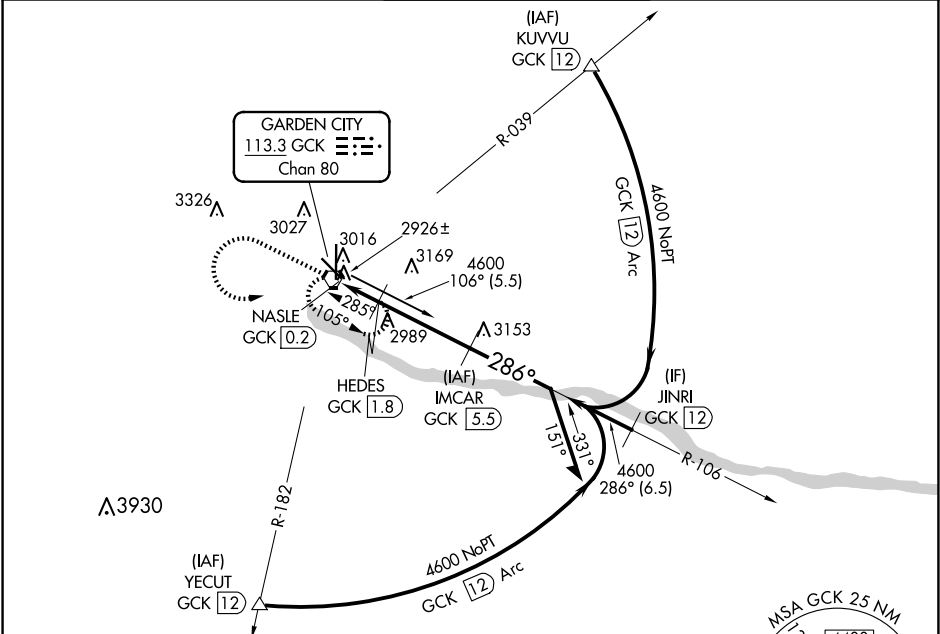 (IAF)
KUVVU
GCK 12
R-039
GARDEN CITY
113.3 GCK
Chan 80
4600 NoPT
GCK 12 Arc
3326
3027
3016
2926±
3169
4600
106° (5.5)
NASLE
GCK 0.2
285°
105°
2989
3153
286°
HEDES
GCK 1.8
(IAF)
IMCAR
GCK 5.5
(IF)
JINRI
GCK 12
151°
331°
4600
286° (6.5)
R-106
3930
R-182
(IAF)
YECUT
GCK 12
4600 NoPT
GCK 12 Arc
MSA GCK 25 NM